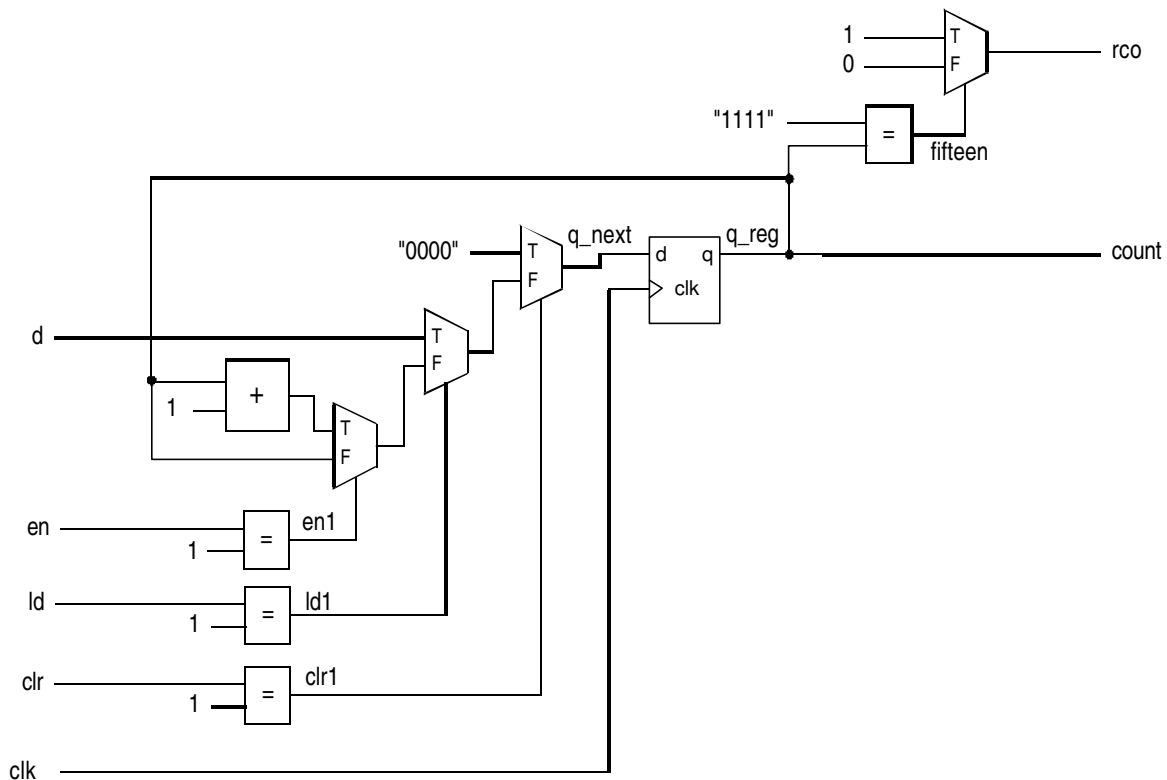 1 T rco
0 F
"1111" =
fifteen
"0000" T q_next d q q_reg count
F clk
d T
F
+
1 T
F
en = en1
1
ld = ld1
1
clr = clr1
1
clk